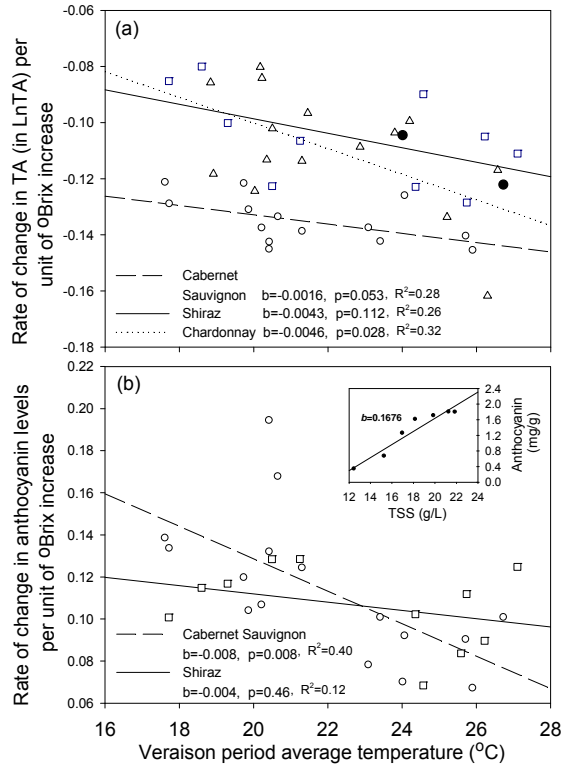 (a)
Rate of change in TA (in LnTA) per
unit of ⁰Brix increase
-0.06
-0.08
-0.10
-0.12
-0.14
-0.16
-0.18
Cabernet
Sauvignon b=-0.0016, p=0.053, R²=0.28
Shiraz b=-0.0043, p=0.112, R²=0.26
Chardonnay b=-0.0046, p=0.028, R²=0.32
(b)
Rate of change in anthocyanin levels
per unit of ⁰Brix increase
0.22
0.20
0.18
0.16
0.14
0.12
0.10
0.08
0.06
b=0.1676
2.4
2.0
1.6
1.2
0.8
0.4
0.0
Anthocyanin
(mg/g)
12 14 16 18 20 22 24
TSS (g/L)
Cabernet Sauvignon
b=-0.008, p=0.008, R²=0.40
Shiraz
b=-0.004, p=0.46, R²=0.12
16 18 20 22 24 26 28
Veraison period average temperature (⁰C)